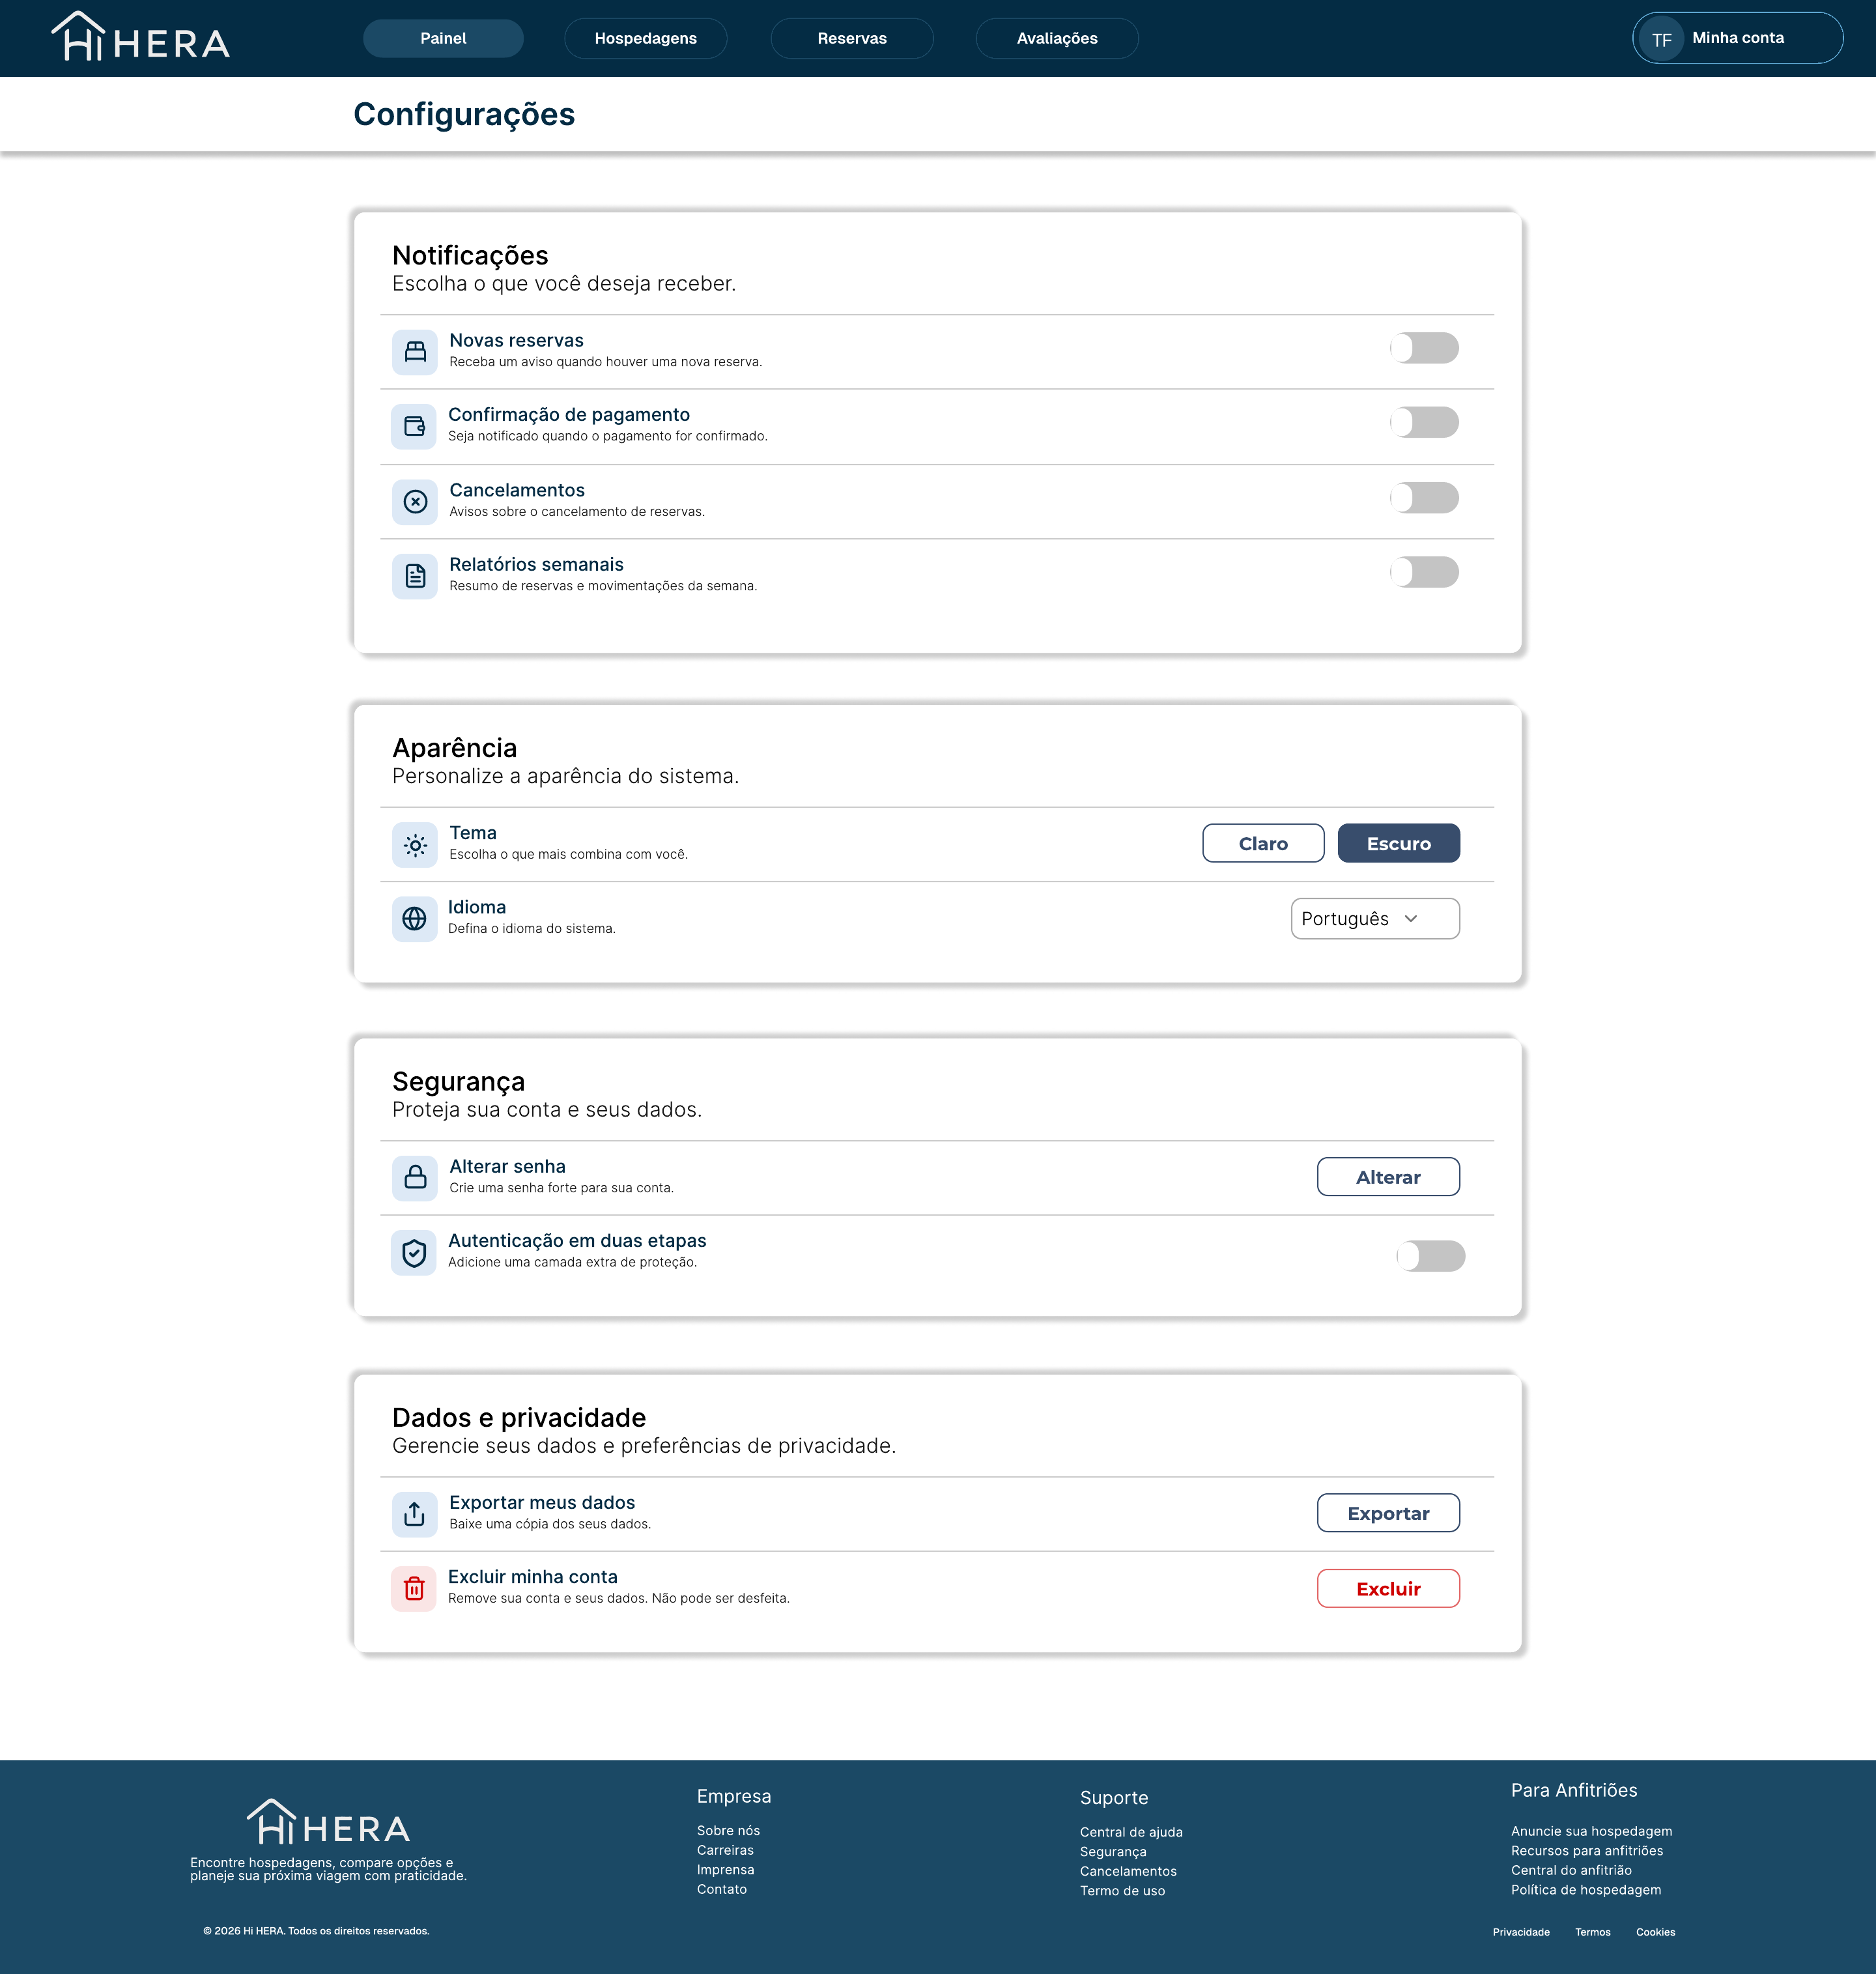 Hi HERA
Painel
Hospedagens
Reservas
Avaliações
TF
Minha conta
Configurações
Notificações
Escolha o que você deseja receber.
Novas reservas
Receba um aviso quando houver uma nova reserva.
Confirmação de pagamento
Seja notificado quando o pagamento for confirmado.
Cancelamentos
Avisos sobre o cancelamento de reservas.
Relatórios semanais
Resumo de reservas e movimentações da semana.
Aparência
Personalize a aparência do sistema.
Tema
Escolha o que mais combina com você.
Claro
Escuro
Idioma
Defina o idioma do sistema.
Português
Segurança
Proteja sua conta e seus dados.
Alterar senha
Crie uma senha forte para sua conta.
Alterar
Autenticação em duas etapas
Adicione uma camada extra de proteção.
Dados e privacidade
Gerencie seus dados e preferências de privacidade.
Exportar meus dados
Baixe uma cópia dos seus dados.
Exportar
Excluir minha conta
Remove sua conta e seus dados. Não pode ser desfeita.
Excluir
Hi HERA
Encontre hospedagens, compare opções e
planeje sua próxima viagem com praticidade.
© 2026 Hi HERA. Todos os direitos reservados.
Empresa
Sobre nós
Carreiras
Imprensa
Contato
Suporte
Central de ajuda
Segurança
Cancelamentos
Termo de uso
Para Anfitriões
Anuncie sua hospedagem
Recursos para anfitriões
Central do anfitrião
Política de hospedagem
Privacidade
Termos
Cookies